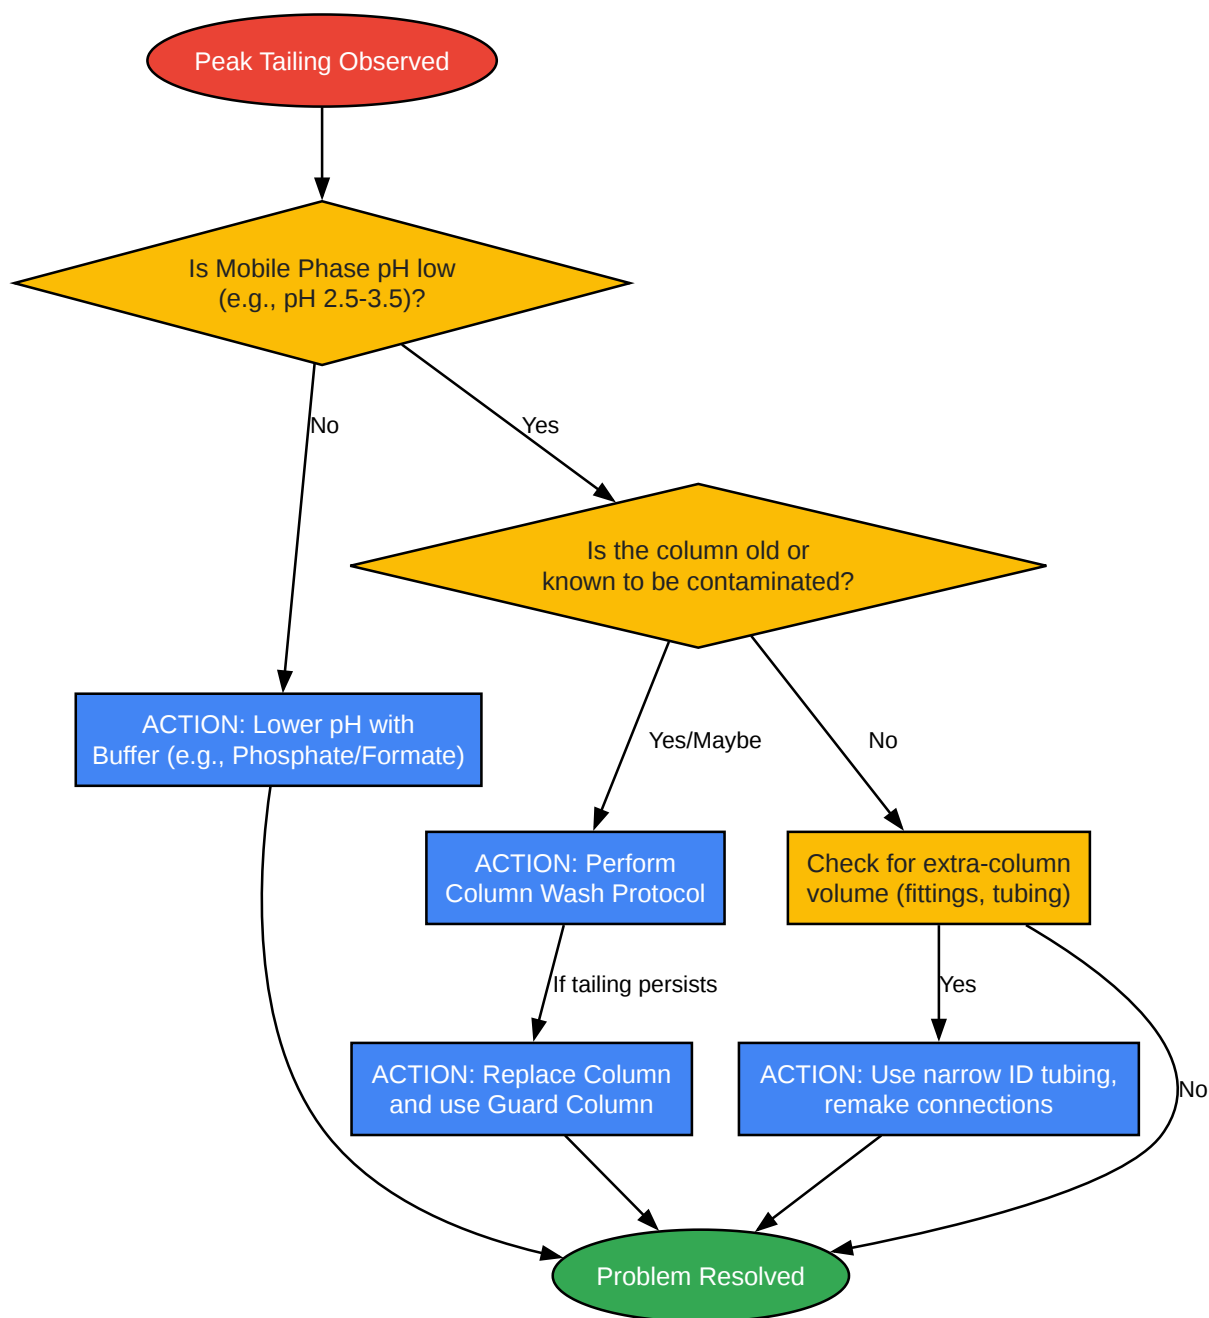 Peak Tailing Observed
Is Mobile Phase pH low
(e.g., pH 2.5-3.5)?
No
Yes
Is the column old or
known to be contaminated?
ACTION: Lower pH with
Buffer (e.g., Phosphate/Formate)
Yes/Maybe
No
ACTION: Perform
Column Wash Protocol
Check for extra-column
volume (fittings, tubing)
If tailing persists
Yes
ACTION: Replace Column
and use Guard Column
ACTION: Use narrow ID tubing,
remake connections
No
Problem Resolved